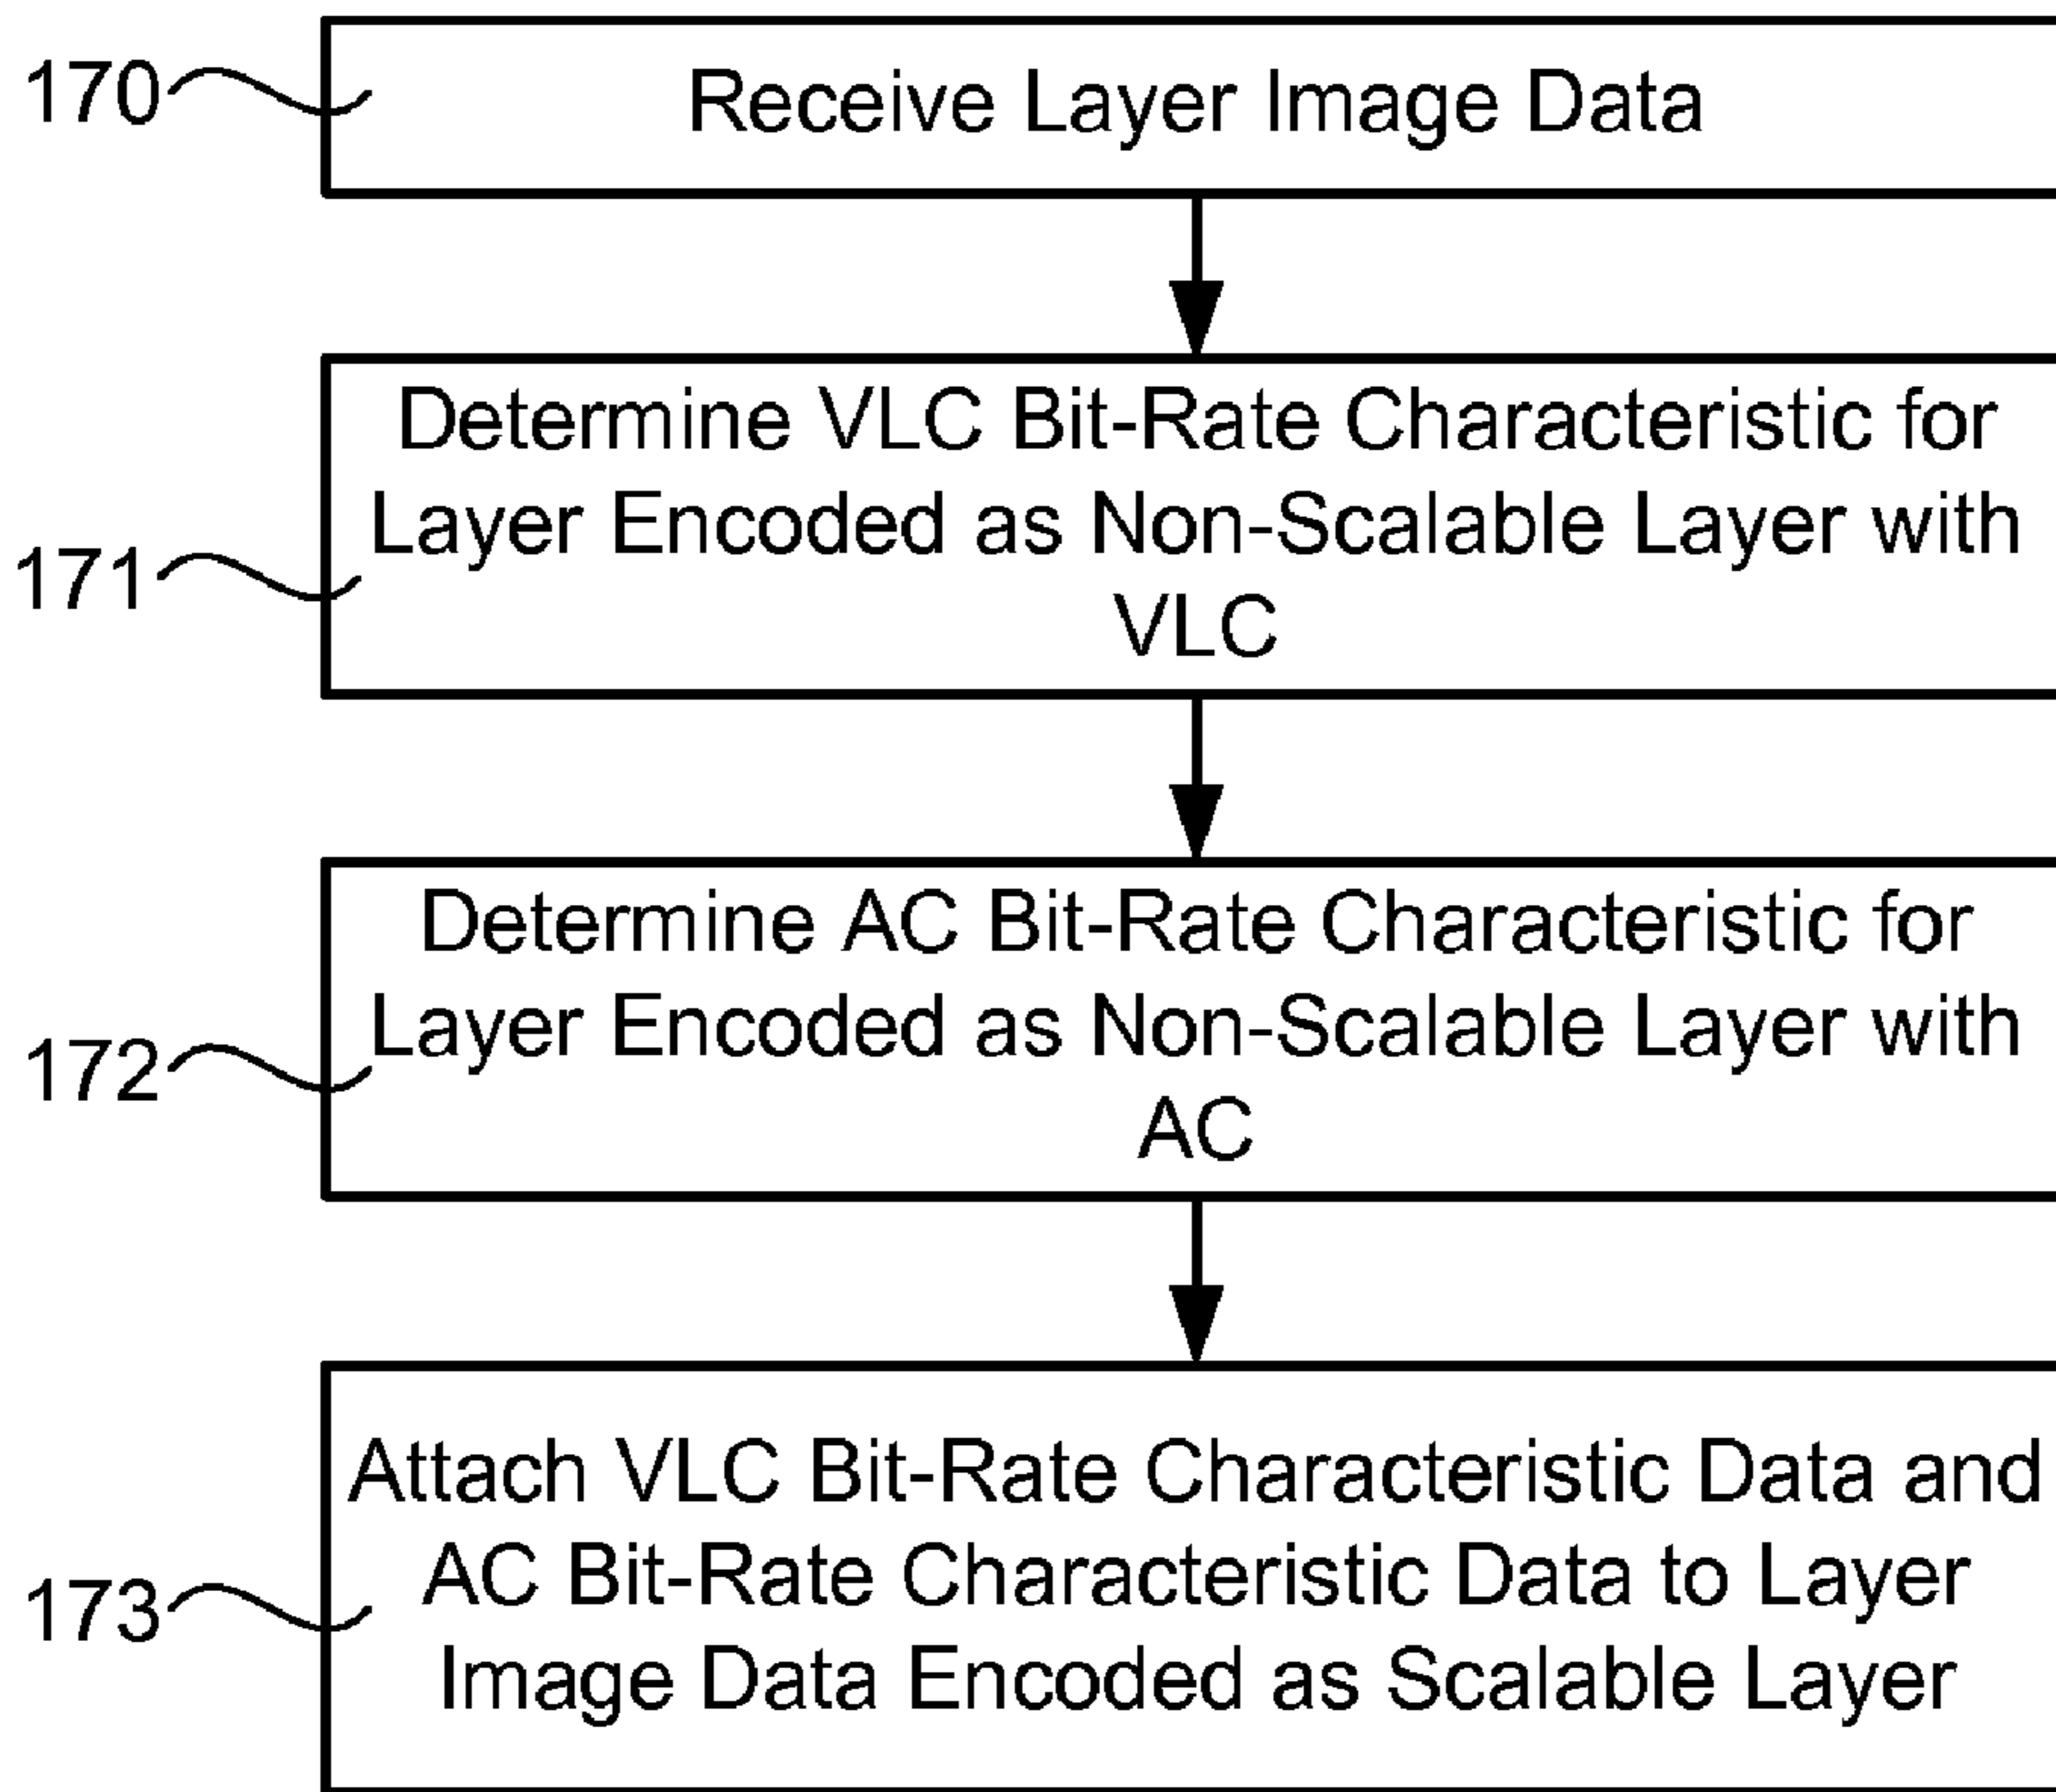 170
Receive Layer Image Data
Determine VLC Bit-Rate Characteristic for
Layer Encoded as Non-Scalable Layer with
171
VLC
Determine AC Bit-Rate Characteristic for
Layer Encoded as Non-Scalable Layer with
172
AC
Attach VLC Bit-Rate Characteristic Data and
AC Bit-Rate Characteristic Data to Layer
173
Image Data Encoded as Scalable Layer